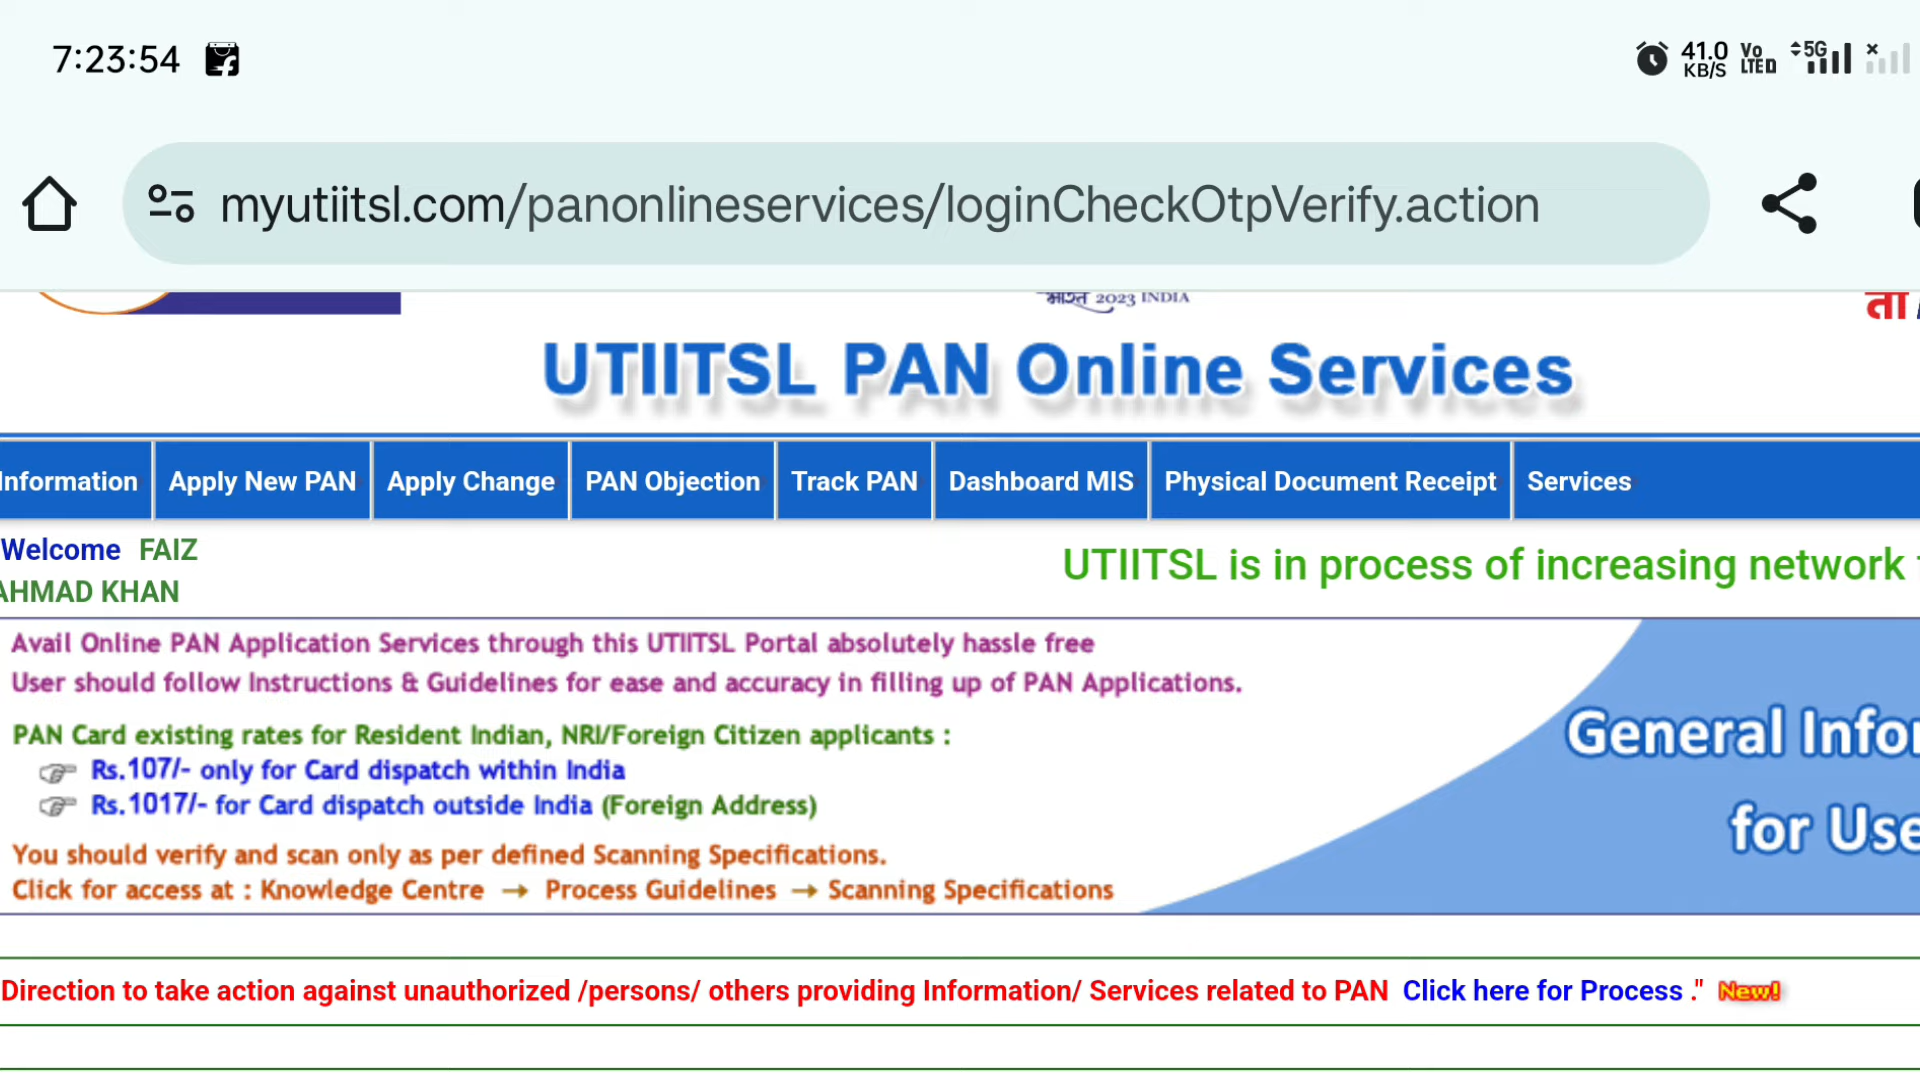 7:23:54
41.0
KB/S
Vo
LTED
5G
myutiitsl.com/panonlineservices/loginCheckOtpVerify.action
भारत 2023 INDIA
UTIITSL PAN Online Services
Information Apply New PAN Apply Change PAN Objection Track PAN Dashboard MIS Physical Document Receipt Services
Welcome FAIZ
AHMAD KHAN
UTIITSL is in process of increasing network
Avail Online PAN Application Services through this UTIITSL Portal absolutely hassle free
User should follow Instructions & Guidelines for ease and accuracy in filling up of PAN Applications.
PAN Card existing rates for Resident Indian, NRI/Foreign Citizen applicants :
Rs.107/- only for Card dispatch within India
Rs.1017/- for Card dispatch outside India (Foreign Address)
You should verify and scan only as per defined Scanning Specifications.
Click for access at : Knowledge Centre → Process Guidelines → Scanning Specifications
General Infor
for Use
Direction to take action against unauthorized /persons/ others providing Information/ Services related to PAN Click here for Process ." New!